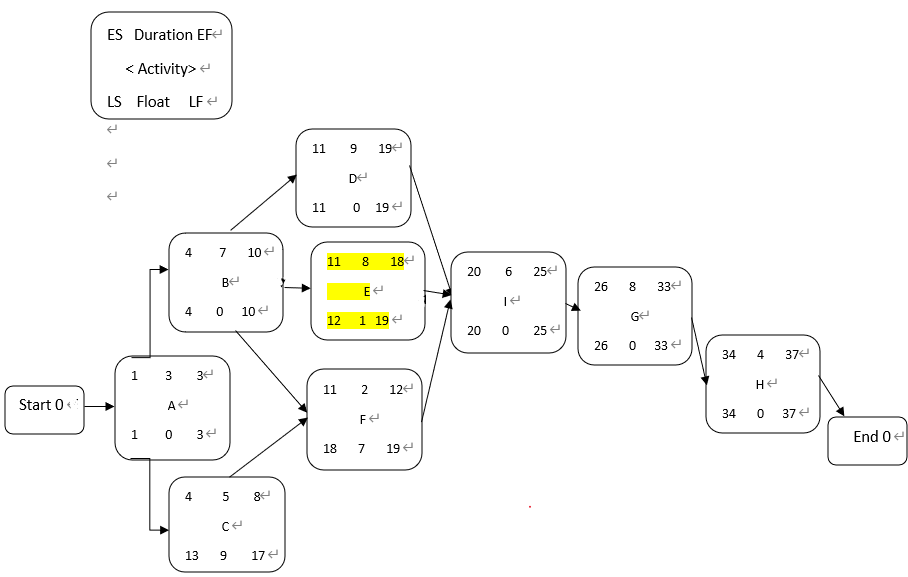 ES Duration EF
< Activity>
LS Float LF
11 9 19
D
11 0 19
4 7 10
B
4 0 10
11 8 18
E
12 1 19
20 6 25
I
20 0 25
26 8 33
G
26 0 33
1 3 3
A
1 0 3
Start 0
11 2 12
F
18 7 19
34 4 37
H
34 0 37
End 0
4 5 8
C
13 9 17